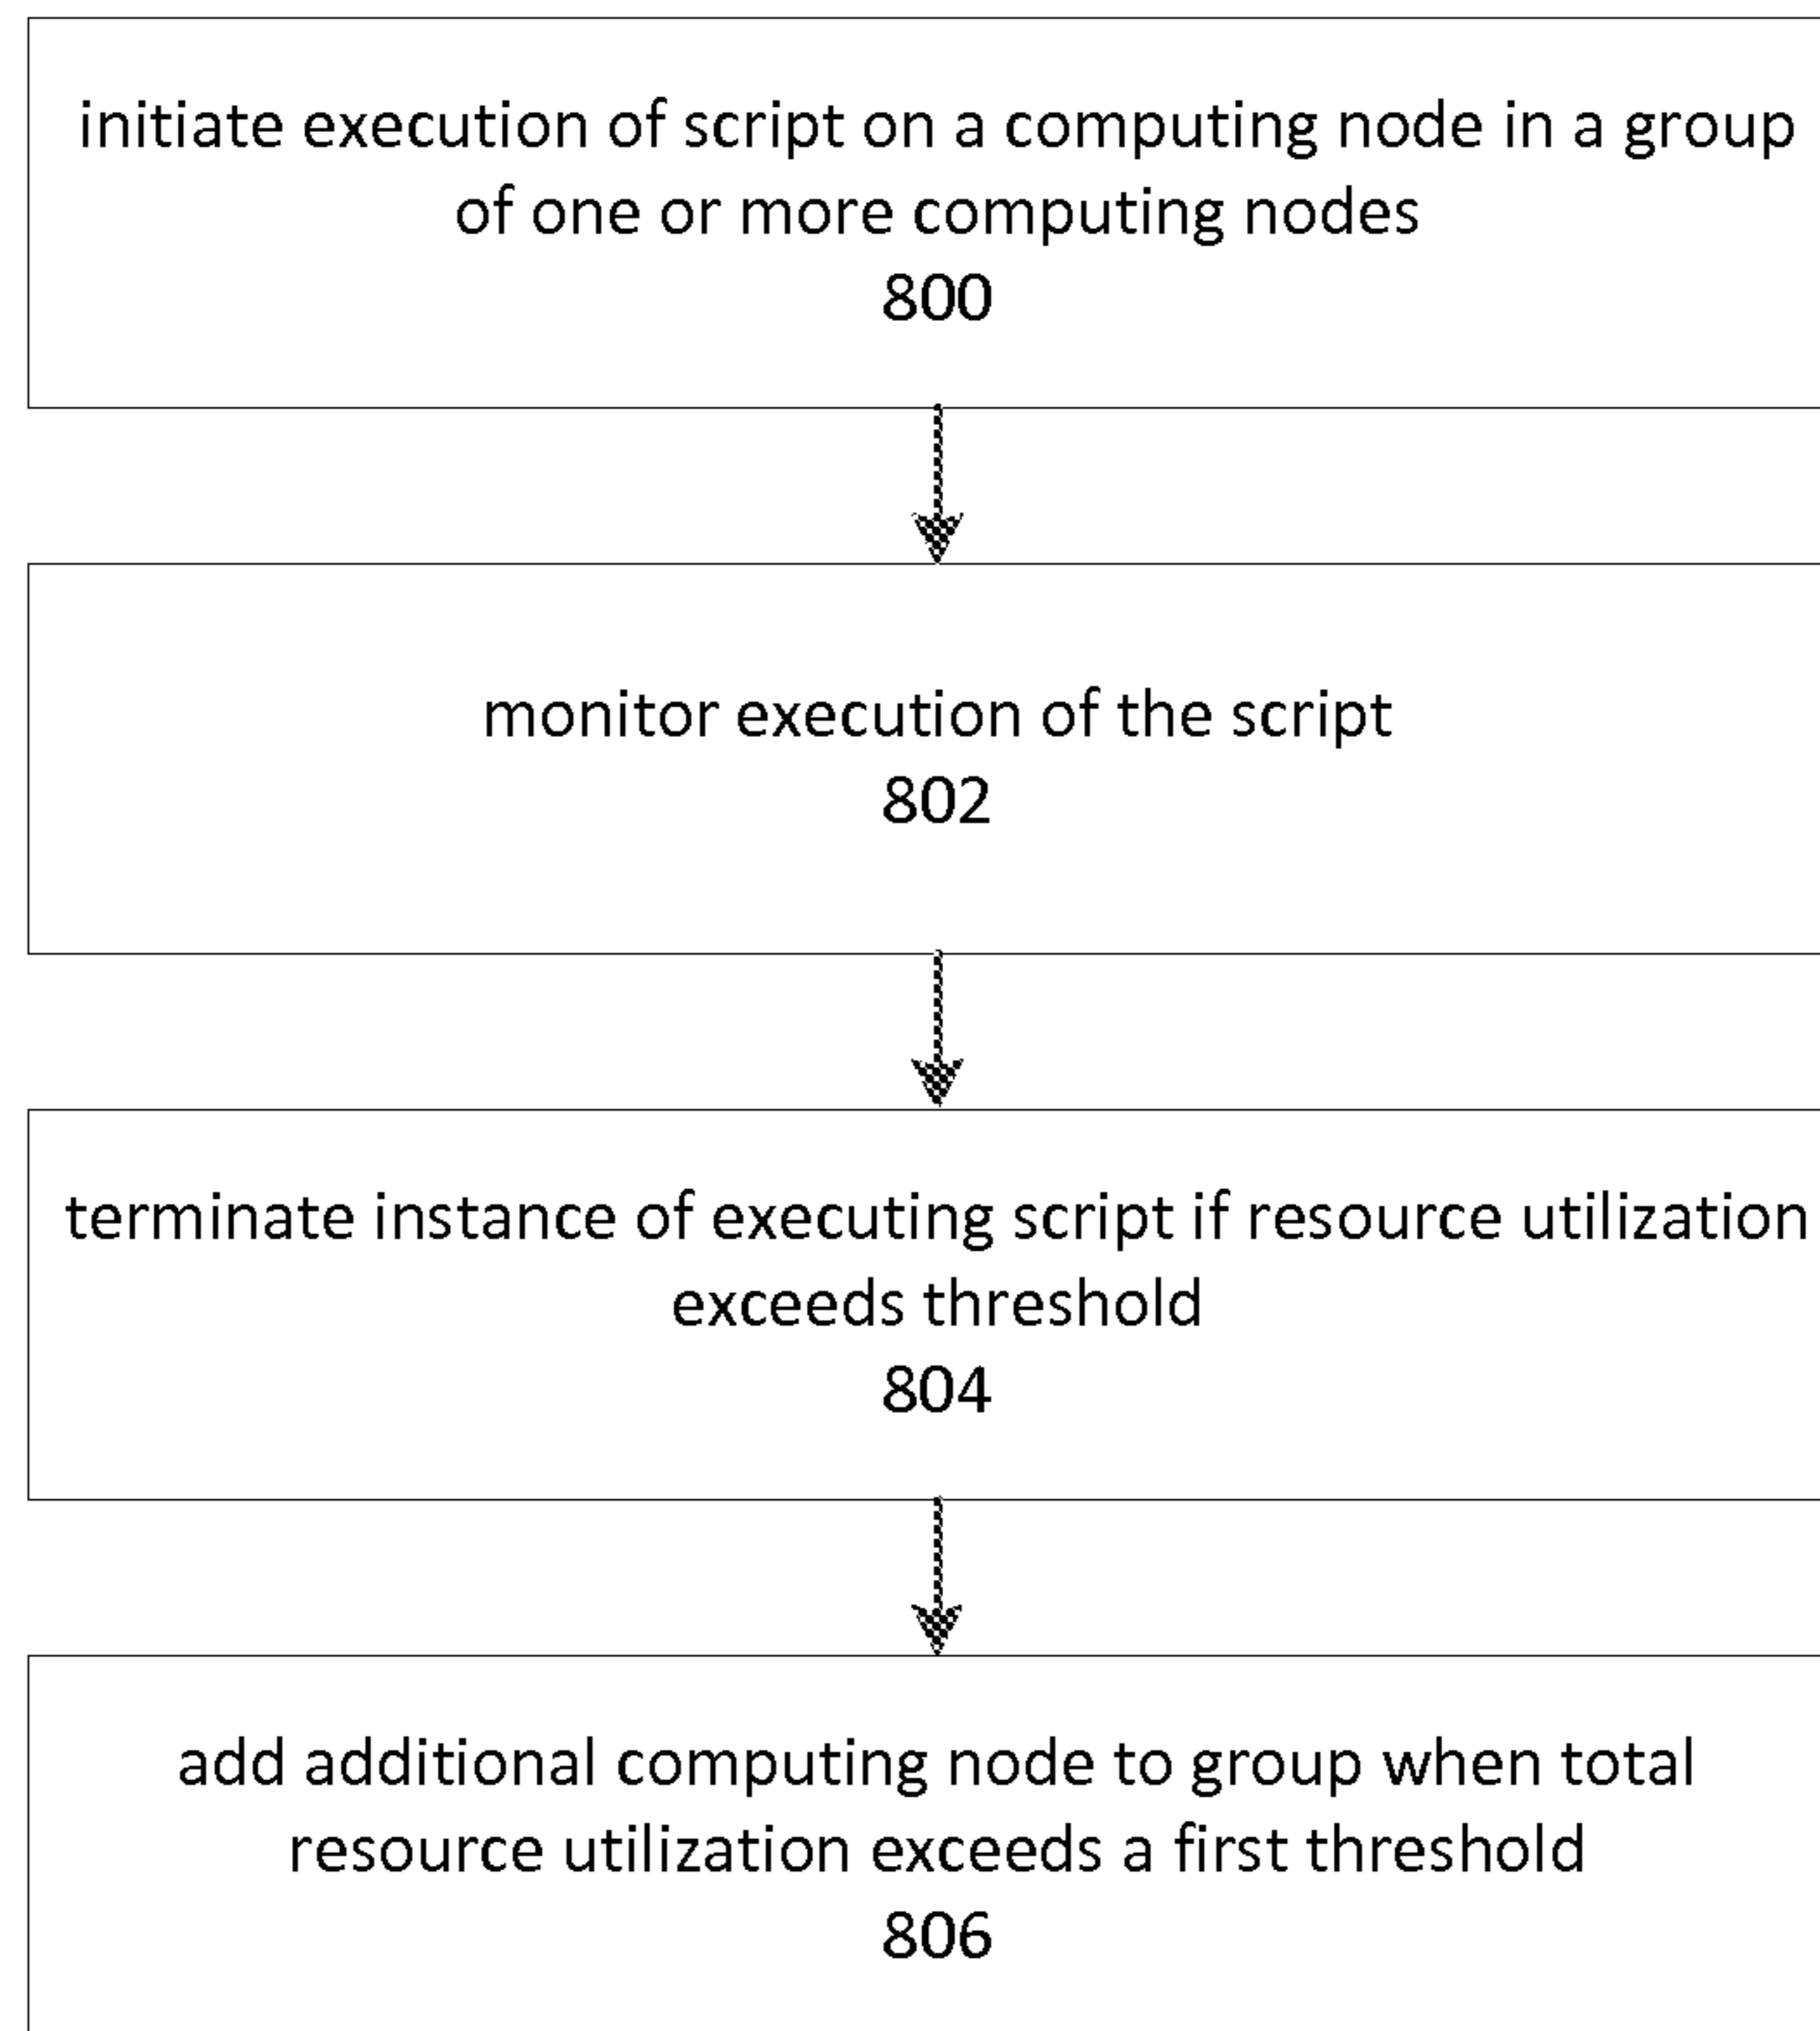 initiate execution of script on a computing node in a group
of one or more computing nodes
800
monitor execution of the script
802
terminate instance of executing script if resource utilization
exceeds threshold
804
add additional computing node to group when total
resource utilization exceeds a first threshold
806